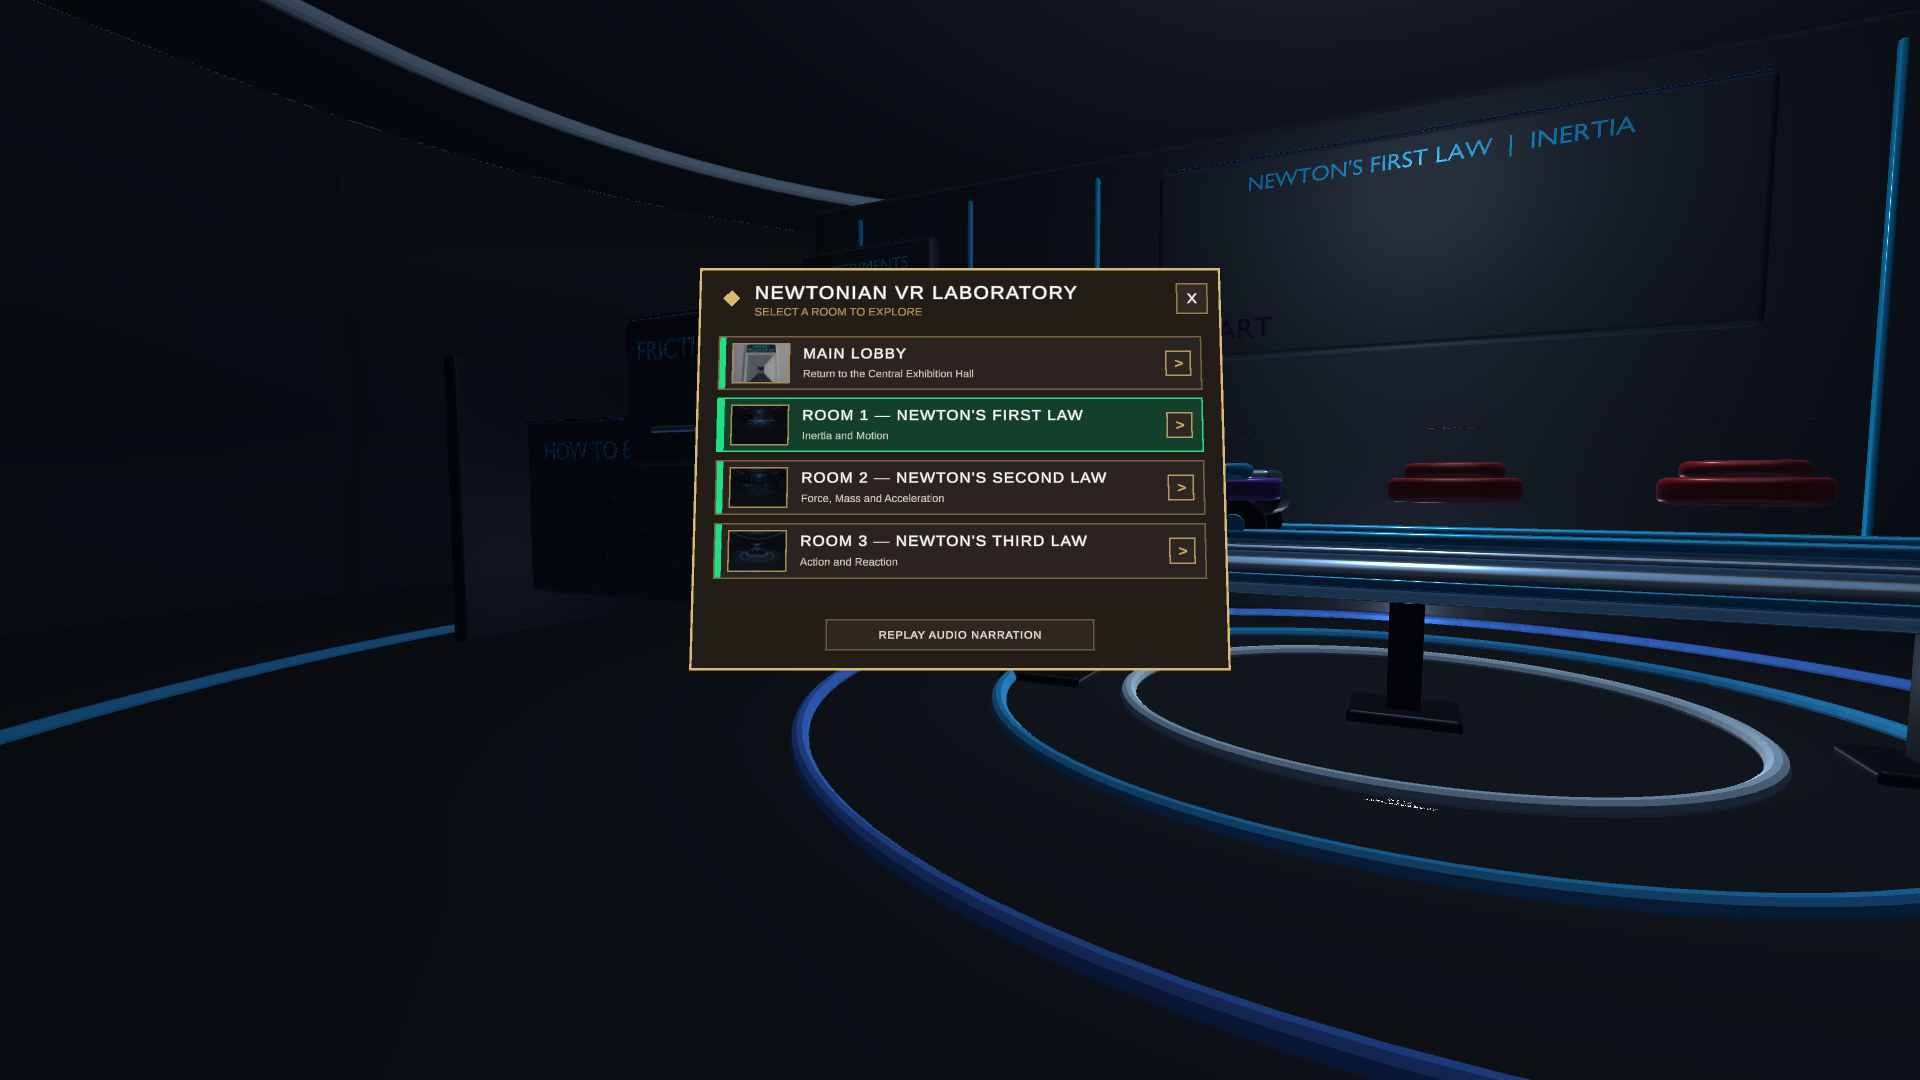 NEWTON'S FIRST LAW | INERTIA
NEWTONIAN VR LABORATORY
SELECT A ROOM TO EXPLORE
X
MAIN LOBBY
Return to the Central Exhibition Hall
>
ROOM 1 — NEWTON'S FIRST LAW
Inertia and Motion
>
ROOM 2 — NEWTON'S SECOND LAW
Force, Mass and Acceleration
>
ROOM 3 — NEWTON'S THIRD LAW
Action and Reaction
>
REPLAY AUDIO NARRATION
HOW TO